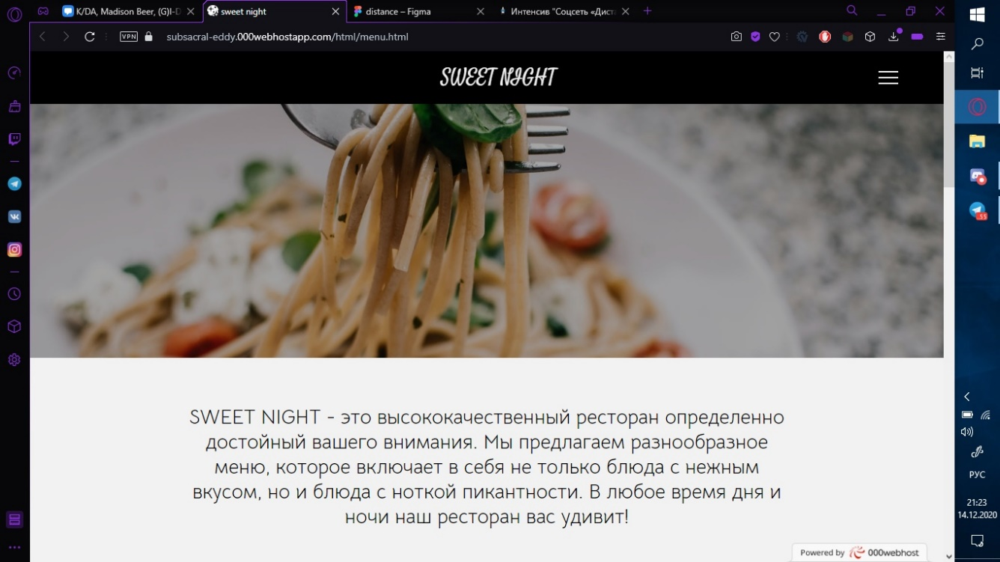 K/DA, Madison Beer, (G)I-D
sweet night
distance – Figma
Интенсив "Соцсеть «Диста
VPN
subsacral-eddy.000webhostapp.com/html/menu.html
SWEET NIGHT
SWEET NIGHT - это высококачественный ресторан определенно
достойный вашего внимания. Мы предлагаем разнообразное
меню, которое включает в себя не только блюда с нежным
вкусом, но и блюда с ноткой пикантности. В любое время дня и
ночи наш ресторан вас удивит!
Powered by 000webhost
55
РУС
21:23
14.12.2020